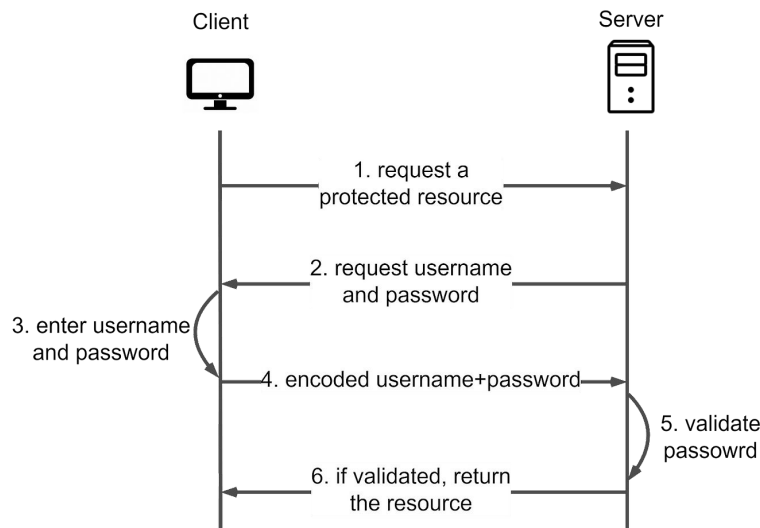 Client
Server
1. request a
protected resource
2. request username
and password
3. enter username
and password
4. encoded username+password
5. validate
passowrd
6. if validated, return
the resource